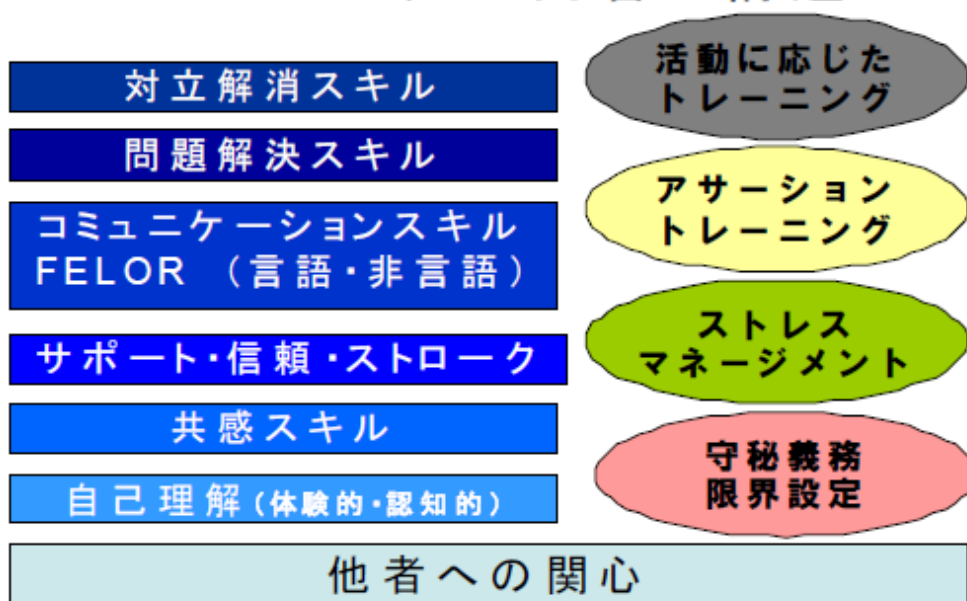 対立解消スキル
問題解決スキル
コミュニケーションスキル
FELOR (言語・非言語)
サポート・信頼・ストローク
共感スキル
自己理解(体験的・認知的)
活動に応じた
トレーニング
アサーション
トレーニング
ストレス
マネージメント
守秘義務
限界設定
他者への関心